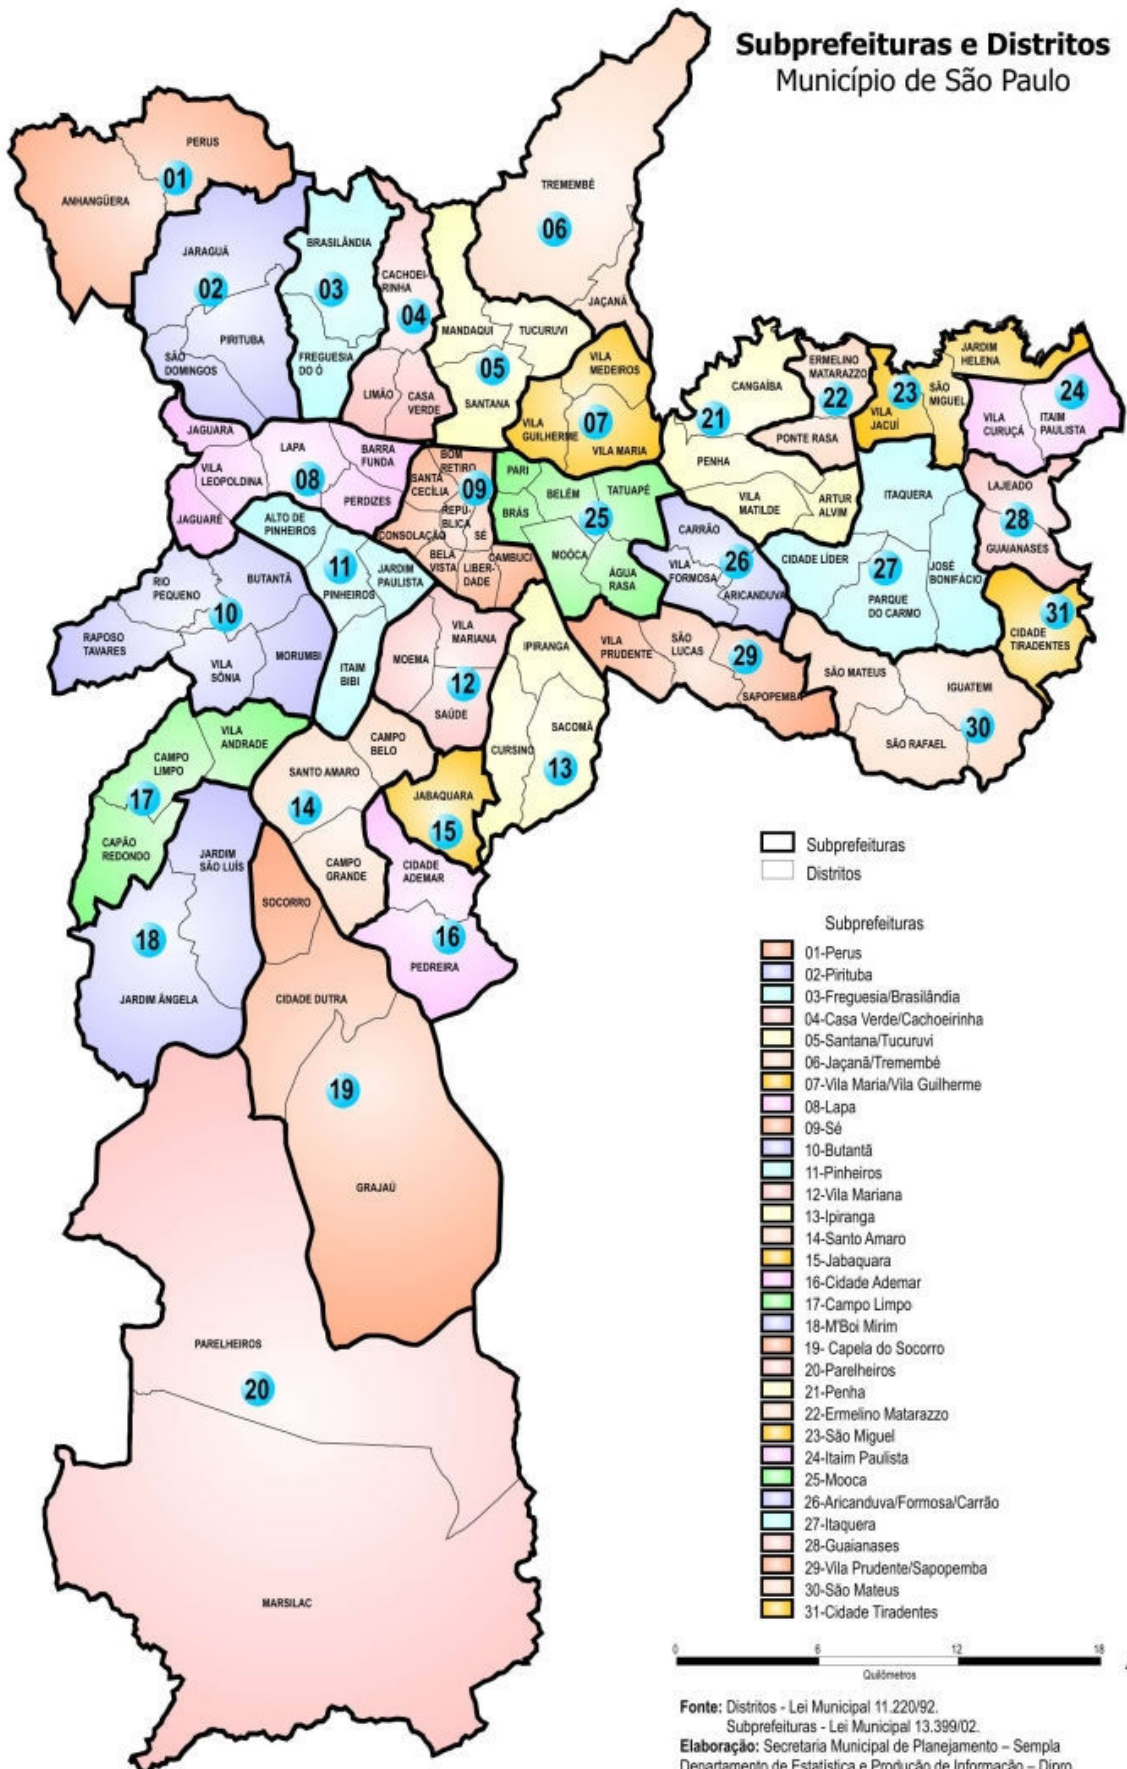 Subprefeituras e Distritos
Município de São Paulo
PERUS
01
ANHANGÜERA
TREMEMBÉ
06
JARAGUÁ
BRASILÂNDIA
02
03
CACHOEI-
RINHA
04
JAÇANÃ
PIRITUBA
SÃO
DOMINGOS
FREGUESIA
DO Ó
MANDAQUI
TUCURUVI
05
LIMÃO
CASA
VERDE
SANTANA
VILA
MEDEIROS
VILA
GUILHERME
07
VILA MARIA
CANGAÍBA
21
ERMELINO
MATARAZZO
22
PONTE RASA
JARDIM
HELENA
23
VILA
JACUÍ
SÃO
MIGUEL
24
VILA
CURUÇÁ
ITAIM
PAULISTA
PENHA
VILA
MATILDE
ARTUR
ALVIM
JAGUARA
VILA
LEOPOLDINA
LAPA
08
BARRA
FUNDA
PERDIZES
JAGUARÉ
BOM
RETIRO
SANTA
CECÍLIA
09
REPÚ-
BLICA
SÉ
CONSOLAÇÃO
BELA
VISTA
LIBER-
DADE
CAMBUCI
PARI
BELÉM
TATUAPÉ
BRÁS
25
MOÓCA
ÁGUA
RASA
CARRÃO
26
VILA
FORMOSA
ARICANDUVA
ITAQUERA
CIDADE LÍDER
27
JOSÉ
BONIFÁCIO
PARQUE
DO CARMO
LAJEADO
28
GUAIANASES
31
CIDADE
TIRADENTES
ALTO DE
PINHEIROS
11
JARDIM
PAULISTA
PINHEIROS
ITAIM
BIBI
RIO
PEQUENO
BUTANTÃ
10
RAPOSO
TAVARES
VILA
SÔNIA
MORUMBI
VILA
MARIANA
MOEMA
12
SAÚDE
IPIRANGA
SACOMÃ
CURSINO
13
VILA
PRUDENTE
SÃO
LUCAS
29
SAPOPEMBA
SÃO MATEUS
IGUATEMI
30
SÃO RAFAEL
VILA
ANDRADE
CAMPO
LIMPO
17
CAPÃO
REDONDO
CAMPO
BELO
SANTO AMARO
14
CAMPO
GRANDE
JABAQUARA
15
CIDADE
ADEMAR
16
PEDREIRA
JARDIM
SÃO LUÍS
18
JARDIM ÂNGELA
SOCORRO
CIDADE DUTRA
19
GRAJAÚ
PARELHEIROS
20
MARSILAC
Subprefeituras
Distritos
Subprefeituras
01-Perus
02-Pirituba
03-Freguesia/Brasilândia
04-Casa Verde/Cachoeirinha
05-Santana/Tucuruvi
06-Jaçanã/Tremembé
07-Vila Maria/Vila Guilherme
08-Lapa
09-Sé
10-Butantã
11-Pinheiros
12-Vila Mariana
13-Ipiranga
14-Santo Amaro
15-Jabaquara
16-Cidade Ademar
17-Campo Limpo
18-M'Boi Mirim
19- Capela do Socorro
20-Parelheiros
21-Penha
22-Ermelino Matarazzo
23-São Miguel
24-Itaim Paulista
25-Mooca
26-Aricanduva/Formosa/Carrão
27-Itaquera
28-Guaianases
29-Vila Prudente/Sapopemba
30-São Mateus
31-Cidade Tiradentes
0 6 12 18
Quilômetros
Fonte: Distritos - Lei Municipal 11.220/92.
Subprefeituras - Lei Municipal 13.399/02.
Elaboração: Secretaria Municipal de Planejamento – Sempla
Departamento de Estatística e Produção de Informação – Dipro